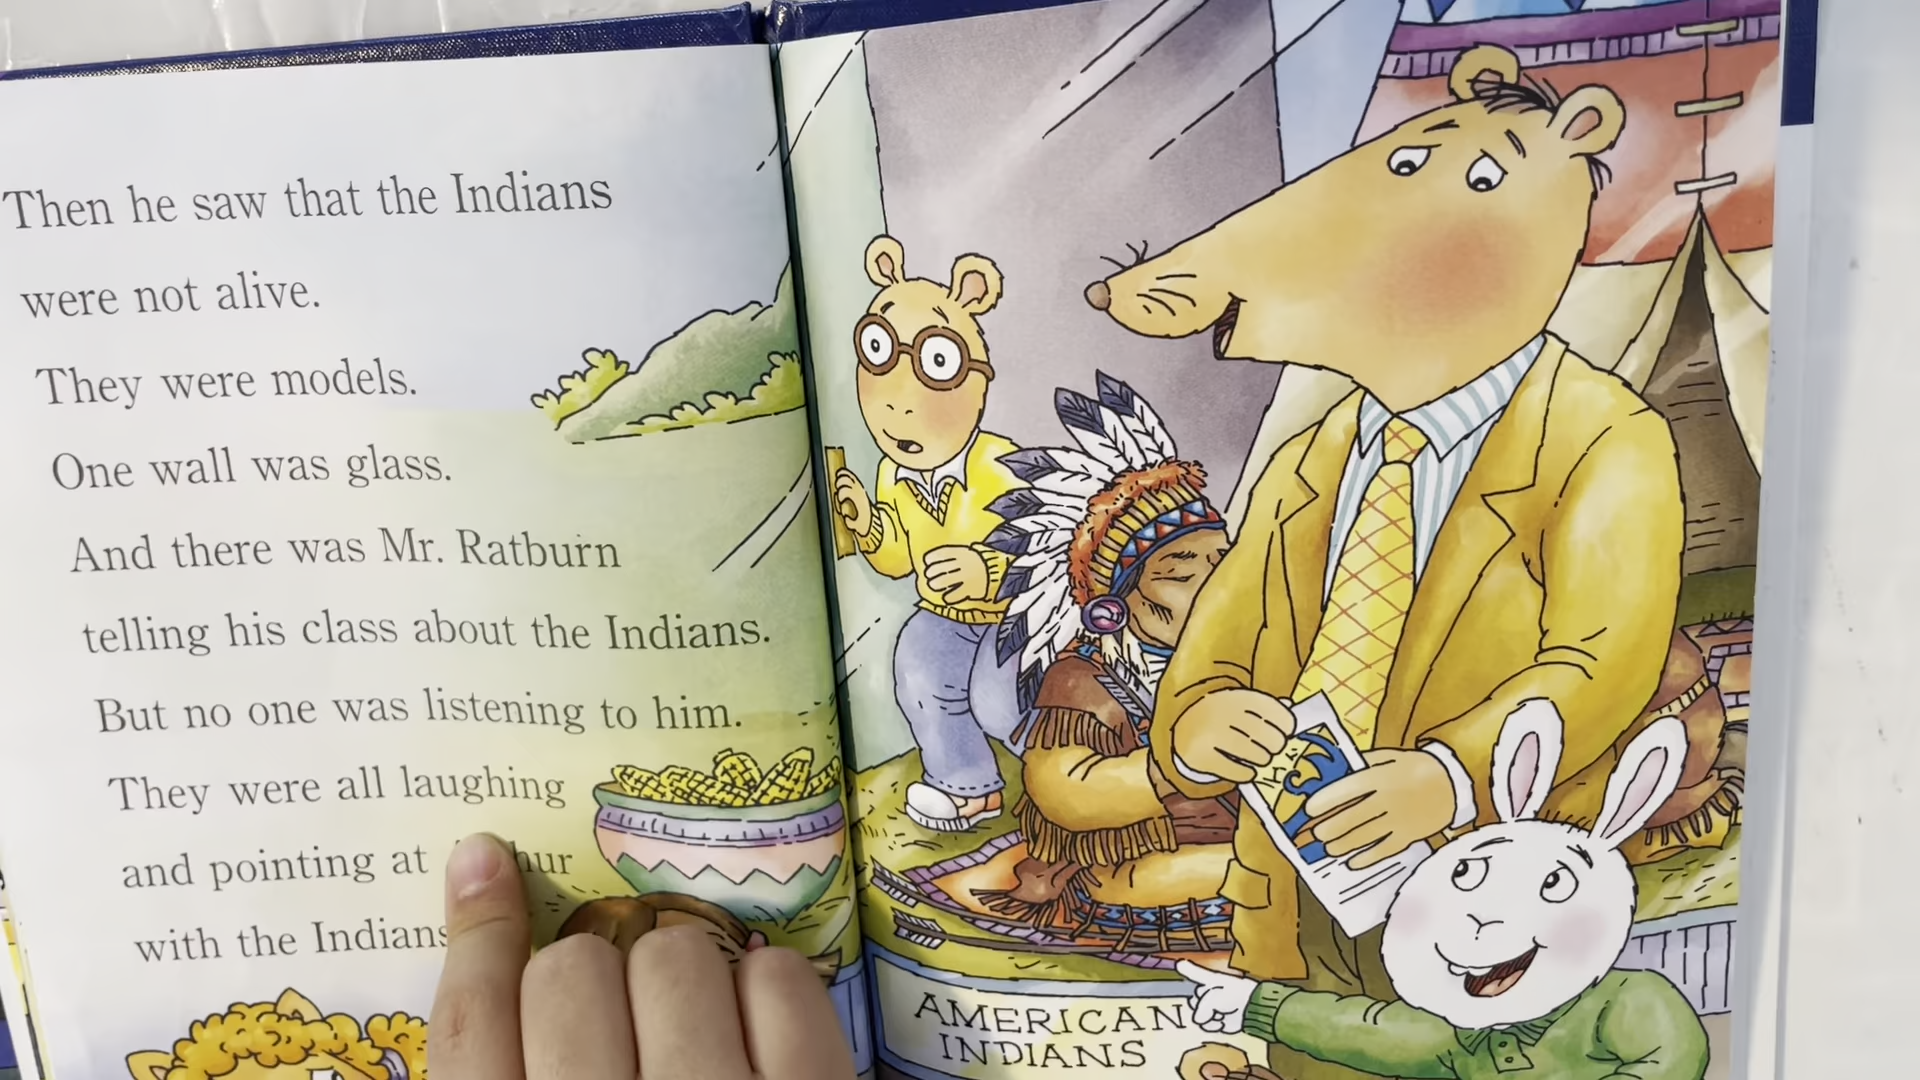 Then he saw that the Indians
were not alive.
They were models.
One wall was glass.
And there was Mr. Ratburn
telling his class about the Indians.
But no one was listening to him.
They were all laughing
and pointing at
with the Indians
AMERICAN
INDIANS